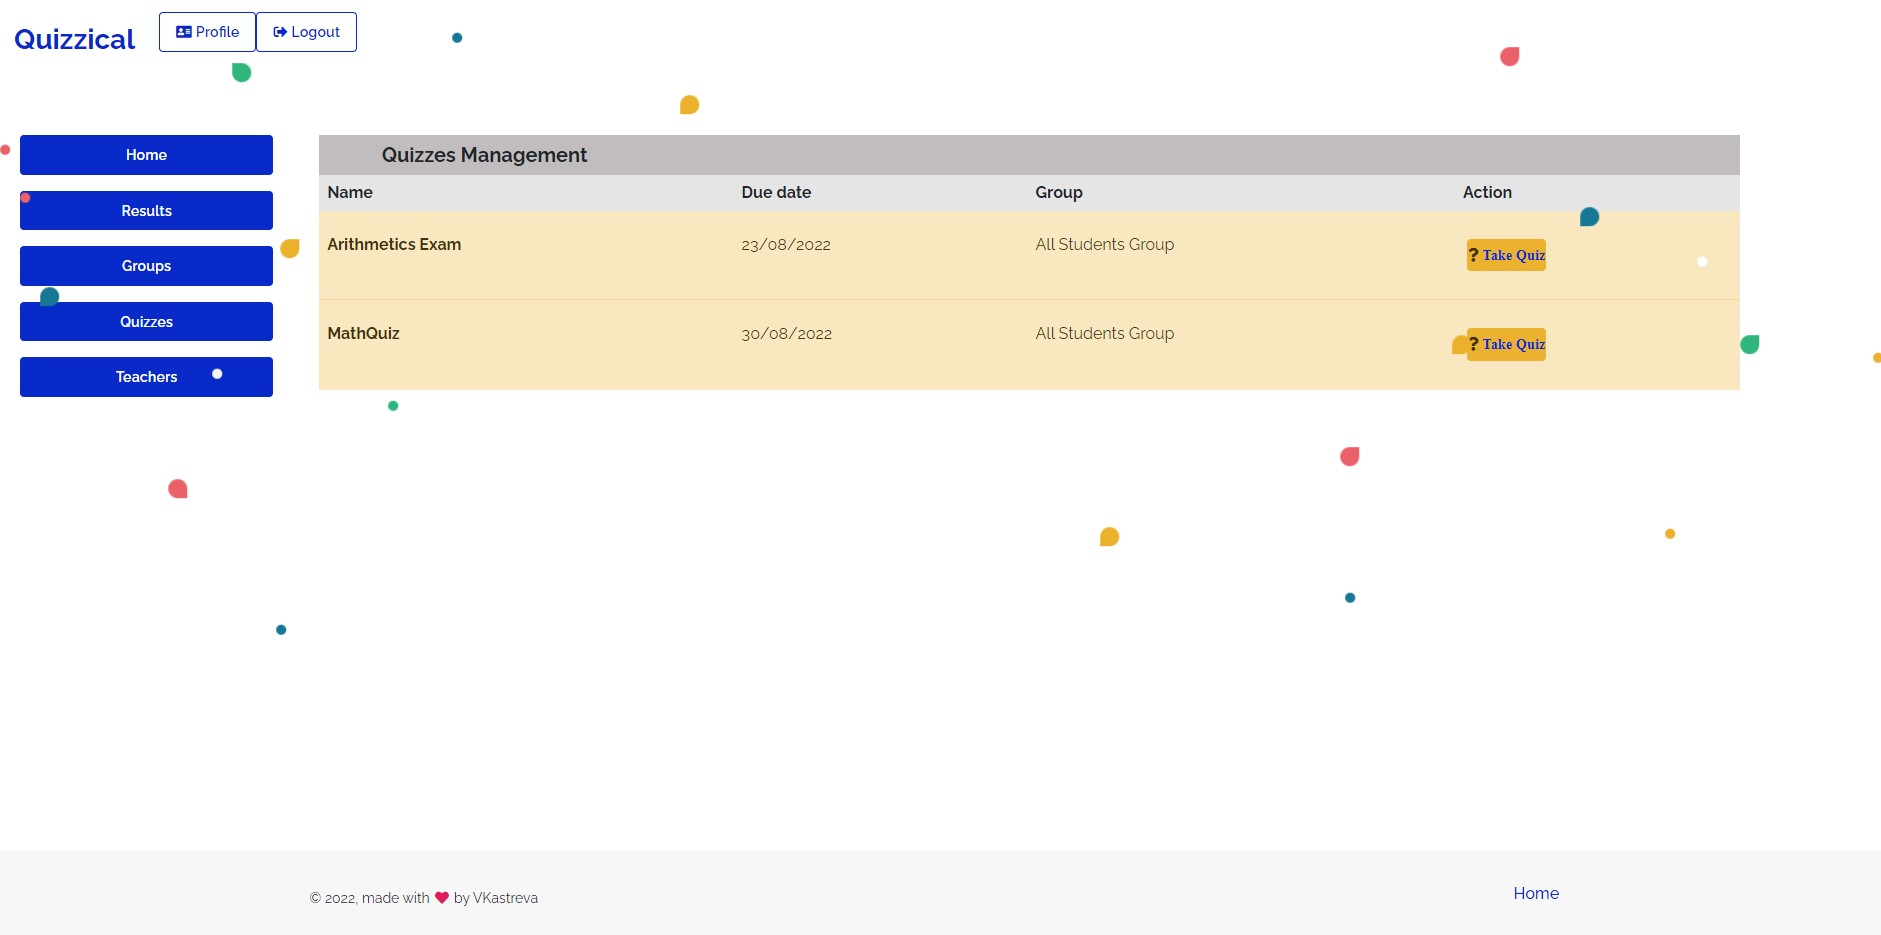 Quizzical
Profile
Logout
Home
Results
Groups
Quizzes
Teachers
Quizzes Management
Name Due date Group Action
Arithmetics Exam 23/08/2022 All Students Group ? Take Quiz
MathQuiz 30/08/2022 All Students Group ? Take Quiz
© 2022, made with ❤ by VKastreva
Home